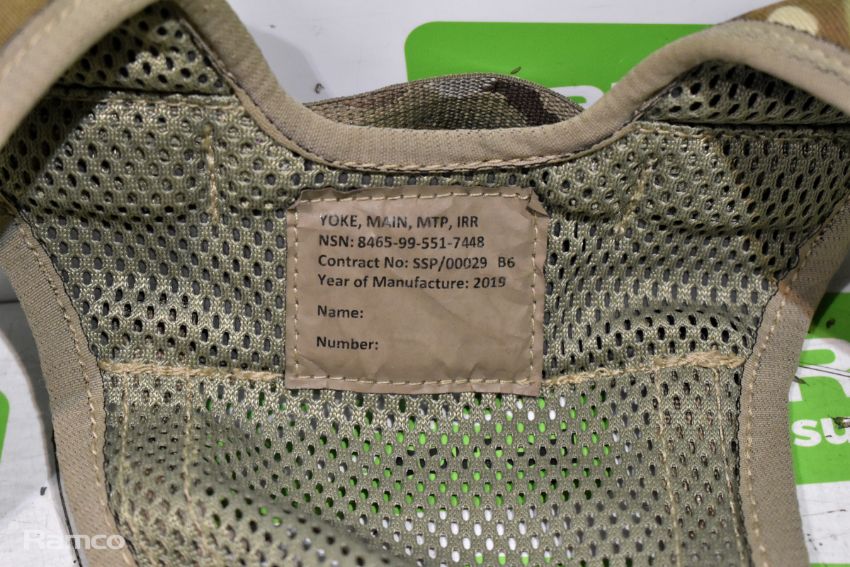 YOKE, MAIN, MTP, IRR
NSN: 8465-99-551-7448
Contract No: SSP/00029 B6
Year of Manufacture: 2019
Name:
Number:
su
Ramco